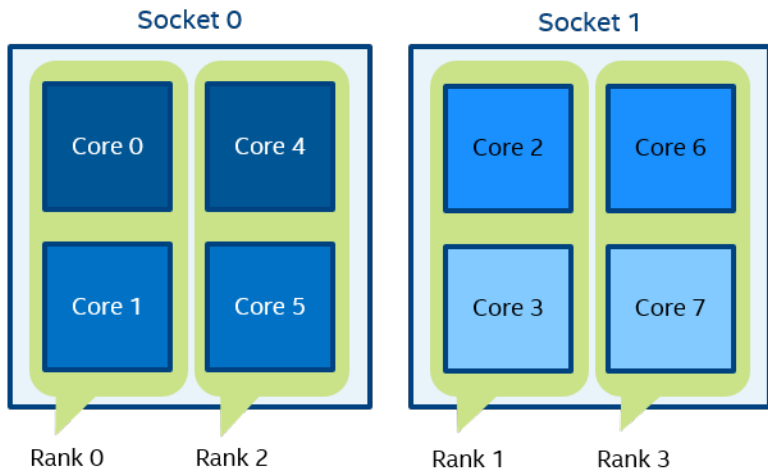 Socket 0
Socket 1
Core 0
Core 4
Core 2
Core 6
Core 1
Core 5
Core 3
Core 7
Rank 0
Rank 2
Rank 1
Rank 3